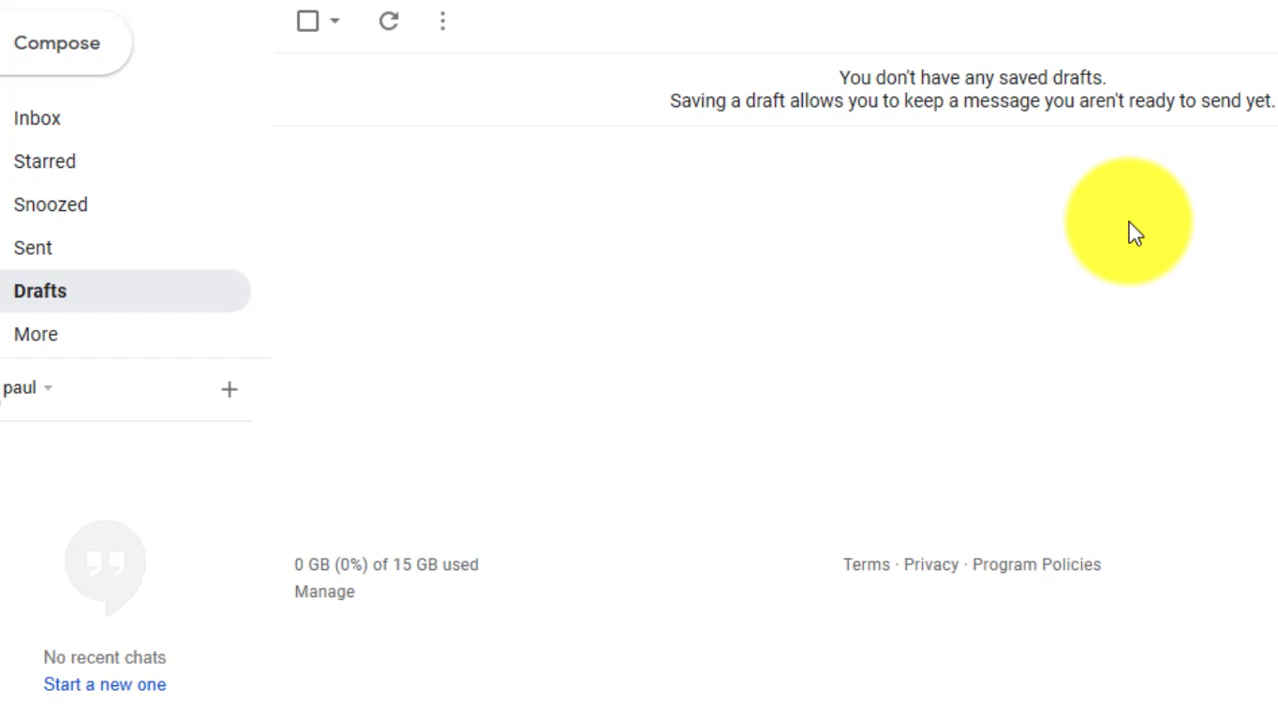 Compose
Inbox
Starred
Snoozed
Sent
Drafts
More
paul
No recent chats
Start a new one
You don't have any saved drafts.
Saving a draft allows you to keep a message you aren't ready to send yet.
0 GB (0%) of 15 GB used
Manage
Terms · Privacy · Program Policies